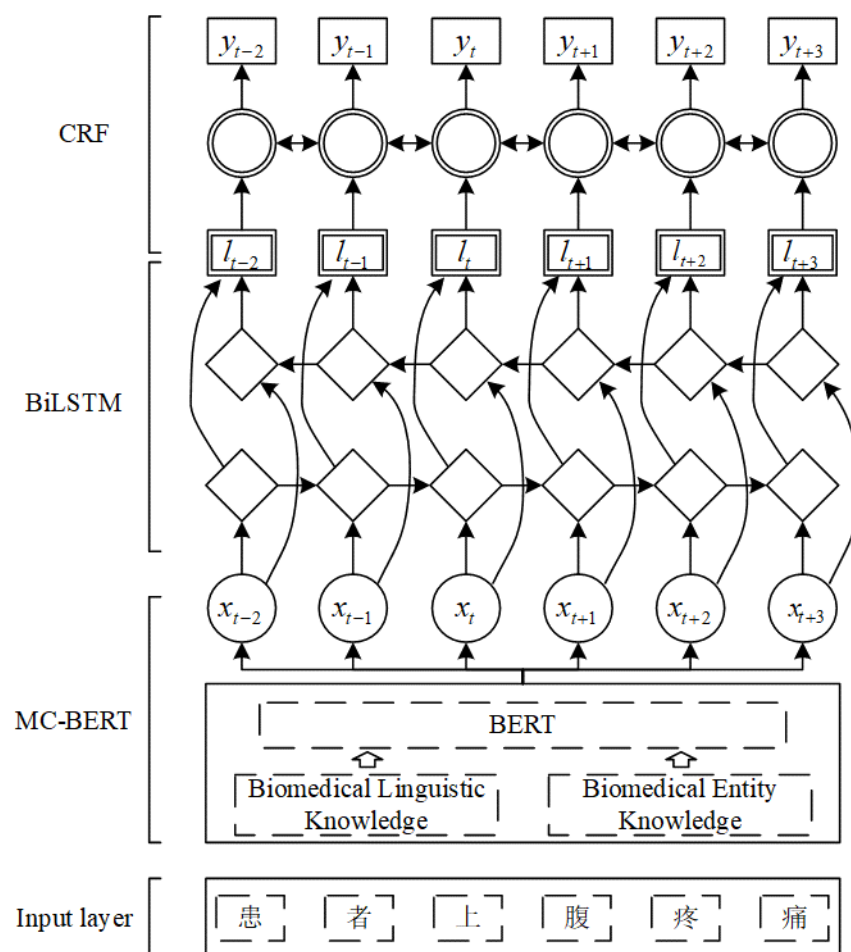 y_{t-2} y_{t-1} y_t y_{t+1} y_{t+2} y_{t+3}
CRF
l_{t-2} l_{t-1} l_t l_{t+1} l_{t+2} l_{t+3}
BiLSTM
x_{t-2} x_{t-1} x_t x_{t+1} x_{t+2} x_{t+3}
MC-BERT
BERT
Biomedical Linguistic
Knowledge
Biomedical Entity
Knowledge
Input layer
患 者 上 腹 疼 痛